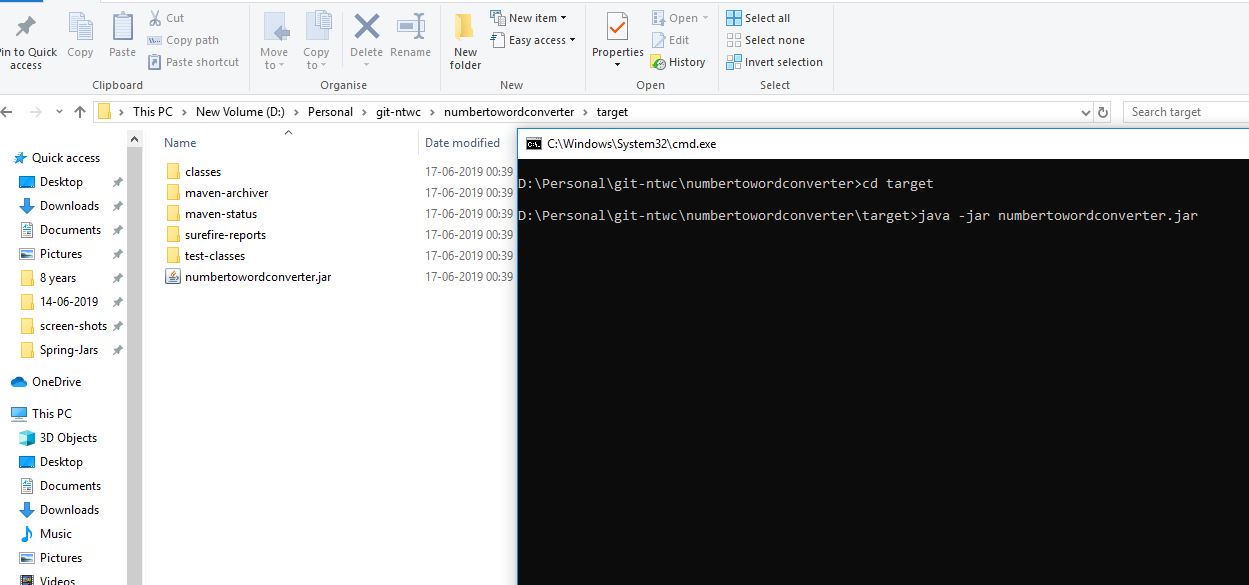 Pin to Quick access
Copy
Paste
Cut
Copy path
Paste shortcut
Clipboard
Move to
Copy to
Delete
Rename
Organise
New folder
New item
Easy access
New
Properties
Open
Edit
History
Open
Select all
Select none
Invert selection
Select
This PC > New Volume (D:) > Personal > git-ntwc > numbertowordconverter > target
Search target
Quick access
Desktop
Downloads
Documents
Pictures
8 years
14-06-2019
screen-shots
Spring-Jars
OneDrive
This PC
3D Objects
Desktop
Documents
Downloads
Music
Pictures
Videos
Name Date modified
classes 17-06-2019 00:39
maven-archiver 17-06-2019 00:39
maven-status 17-06-2019 00:39
surefire-reports 17-06-2019 00:39
test-classes 17-06-2019 00:39
numbertowordconverter.jar 17-06-2019 00:39
C:\Windows\System32\cmd.exe
D:\Personal\git-ntwc\numbertowordconverter>cd target
D:\Personal\git-ntwc\numbertowordconverter\target>java -jar numbertowordconverter.jar